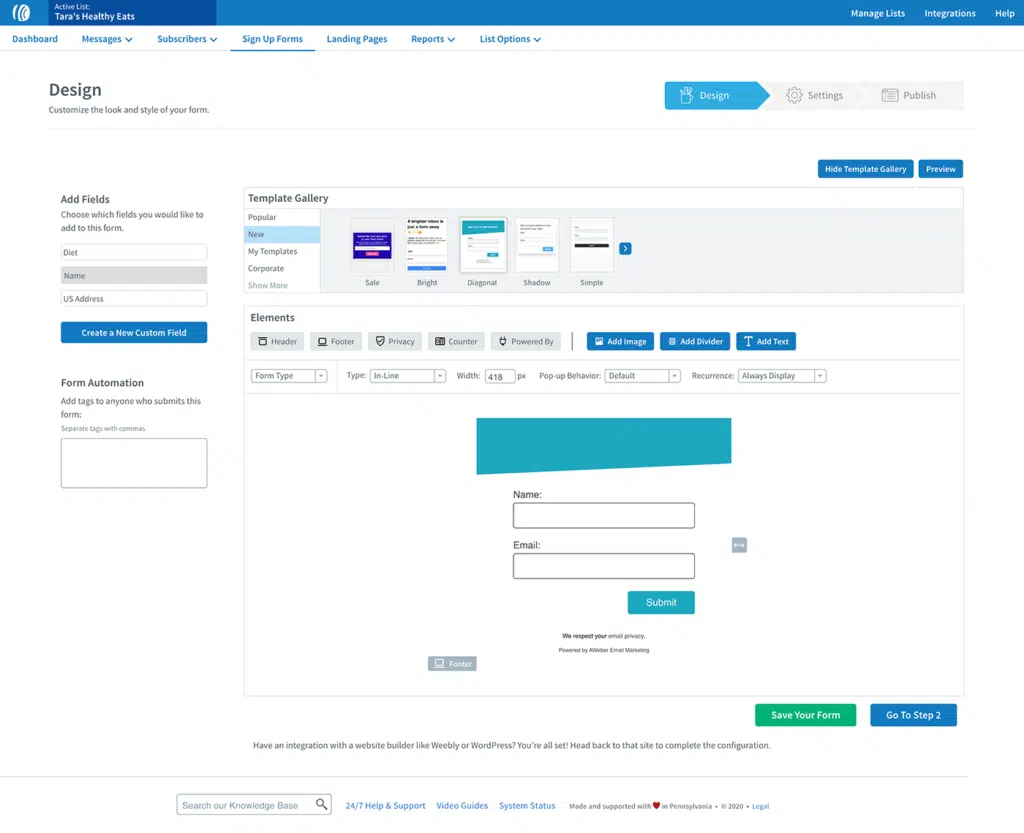 Active List:
Tara's Healthy Eats
Manage Lists Integrations Help
Dashboard Messages Subscribers Sign Up Forms Landing Pages Reports List Options
Design
Customize the look and style of your form.
Design Settings Publish
Hide Template Gallery Preview
Add Fields
Choose which fields you would like to
add to this form.
Diet
Name
US Address
Create a New Custom Field
Form Automation
Add tags to anyone who submits this
form:
Separate tags with commas
Template Gallery
Popular
New
My Templates
Corporate
Show More
A brighter inbox is
just a form away
Sale Bright Diagonal Shadow Simple
Elements
Header Footer Privacy Counter Powered By Add Image Add Divider Add Text
Form Type Type: In-Line Width: 418 px Pop-up Behavior: Default Recurrence: Always Display
Name:
Email:
Submit
We respect your email privacy.
Powered by AWeber Email Marketing
Footer
Save Your Form Go To Step 2
Have an integration with a website builder like Weebly or WordPress? You're all set! Head back to that site to complete the configuration.
Search our Knowledge Base 24/7 Help & Support Video Guides System Status Made and supported with ❤ in Pennsylvania • © 2020 • Legal